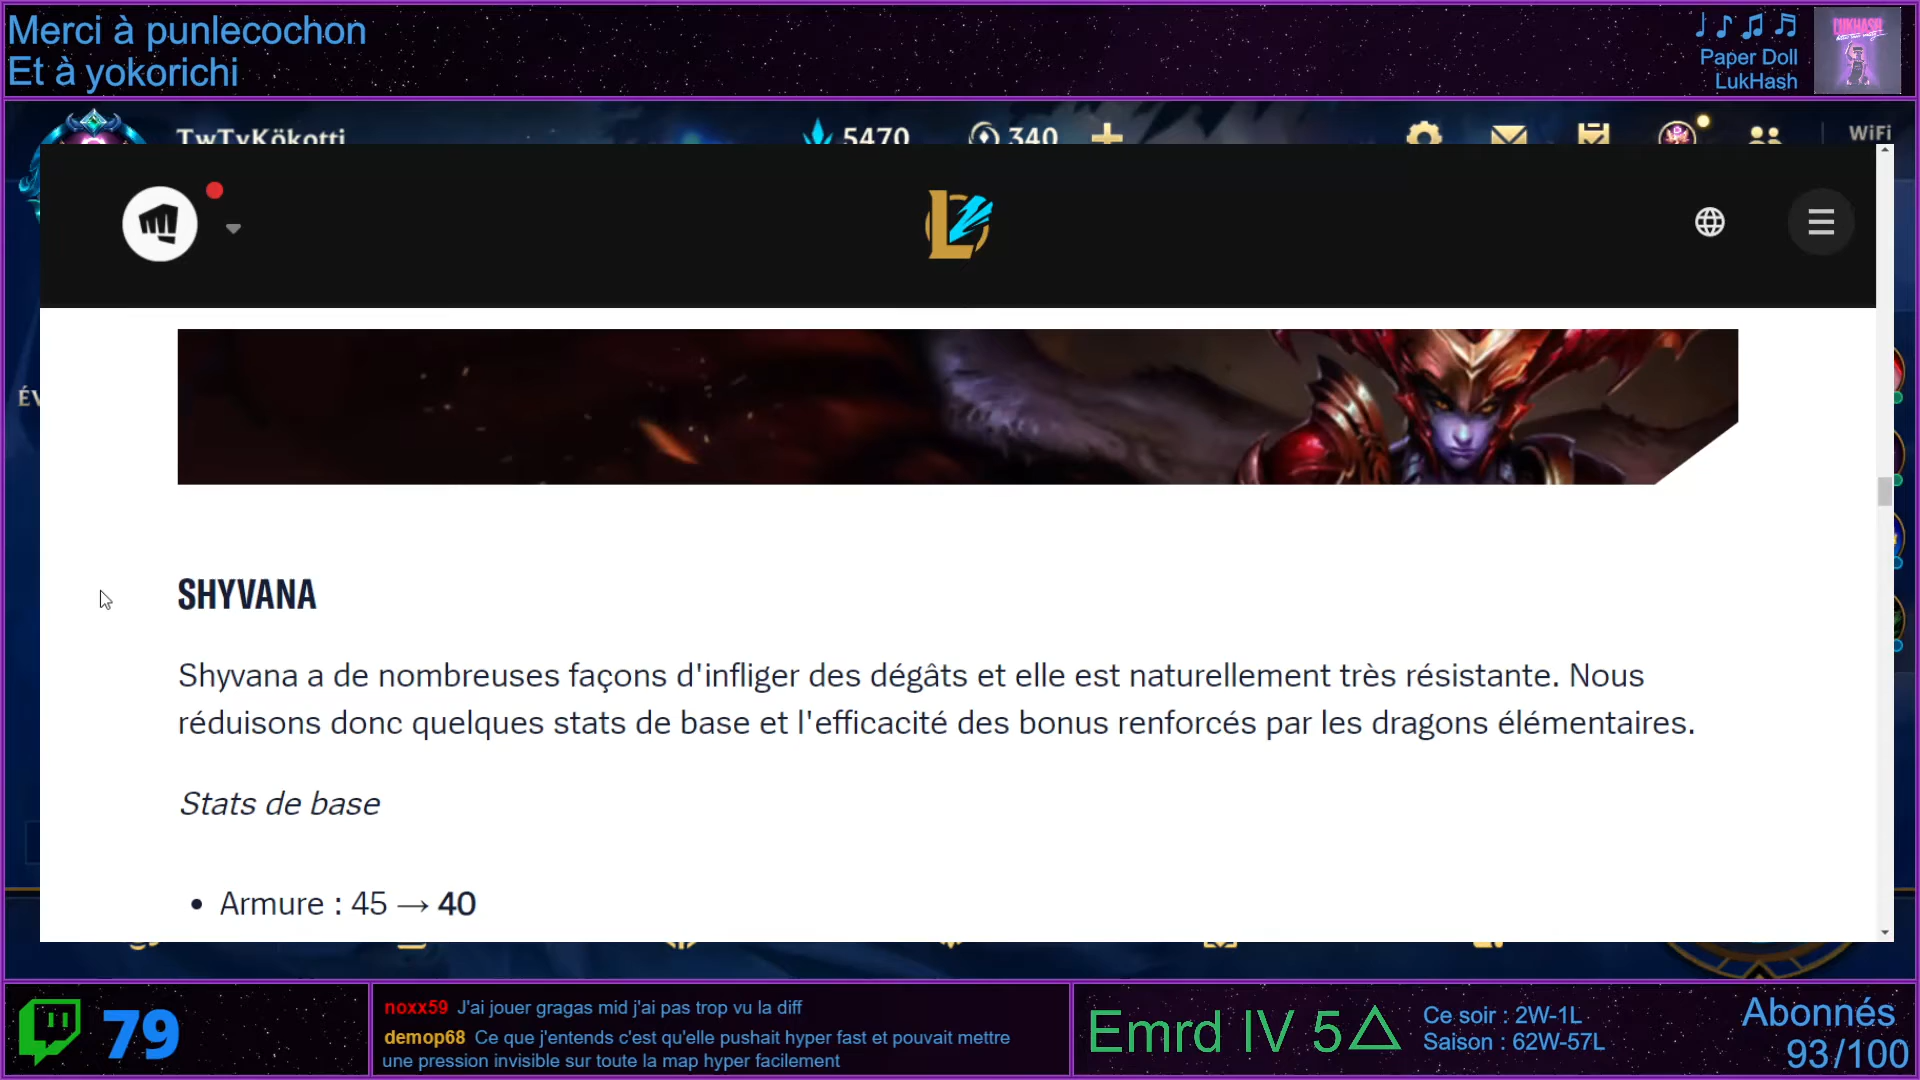 Merci à punlecochon
Et à yokorichi
Paper Doll
LukHash
TwTvKökotti
5470
340
WiFi
SHYVANA
Shyvana a de nombreuses façons d'infliger des dégâts et elle est naturellement très résistante. Nous
réduisons donc quelques stats de base et l'efficacité des bonus renforcés par les dragons élémentaires.
Stats de base
• Armure : 45 → 40
79
noxx59 J'ai jouer gragas mid j'ai pas trop vu la diff
demop68 Ce que j'entends c'est qu'elle pushait hyper fast et pouvait mettre
une pression invisible sur toute la map hyper facilement
Emrd IV 5△
Ce soir : 2W-1L
Saison : 62W-57L
Abonnés
93/100